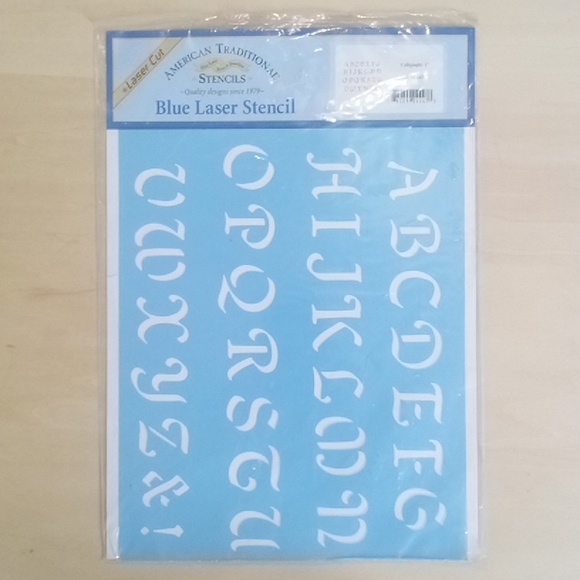 Laser Cut
AMERICAN TRADITIONAL
STENCILS
~Quality designs since 1979~
Blue Laser Stencil
A B C D E F G
H I J K L M N
O P Q R S T U
V W X Y Z & !